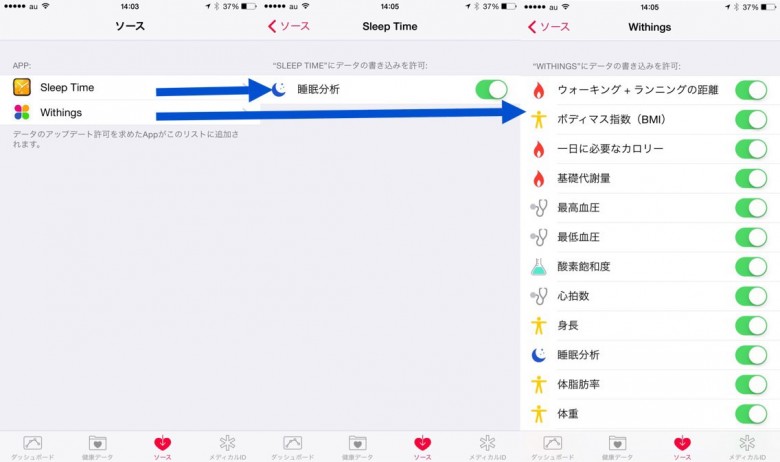 au 14:03 37%
ソース
APP:
Sleep Time
Withings
データのアップデート許可を求めたAppがこのリストに追加さ
れます。
ダッシュボード 健康データ ソース メディカルID
au 14:05 37%
ソース Sleep Time
“SLEEP TIME”にデータの書き込みを許可:
睡眠分析
ダッシュボード 健康データ ソース メディカルID
au 14:05 37%
ソース Withings
“WITHINGS”にデータの書き込みを許可:
ウォーキング + ランニングの距離
ボディマス指数（BMI）
一日に必要なカロリー
基礎代謝量
最高血圧
最低血圧
酸素飽和度
心拍数
身長
睡眠分析
体脂肪率
体重
ダッシュボード 健康データ ソース メディカルID